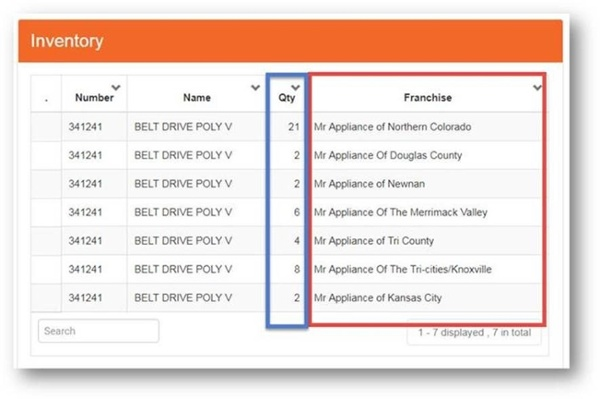 Inventory
. Number Name Qty Franchise
341241 BELT DRIVE POLY V 21 Mr Appliance of Northern Colorado
341241 BELT DRIVE POLY V 2 Mr Appliance Of Douglas County
341241 BELT DRIVE POLY V 2 Mr Appliance of Newnan
341241 BELT DRIVE POLY V 6 Mr Appliance Of The Merrimack Valley
341241 BELT DRIVE POLY V 4 Mr Appliance of Tri County
341241 BELT DRIVE POLY V 8 Mr Appliance Of The Tri-cities/Knoxville
341241 BELT DRIVE POLY V 2 Mr Appliance of Kansas City
Search 1 - 7 displayed , 7 in total